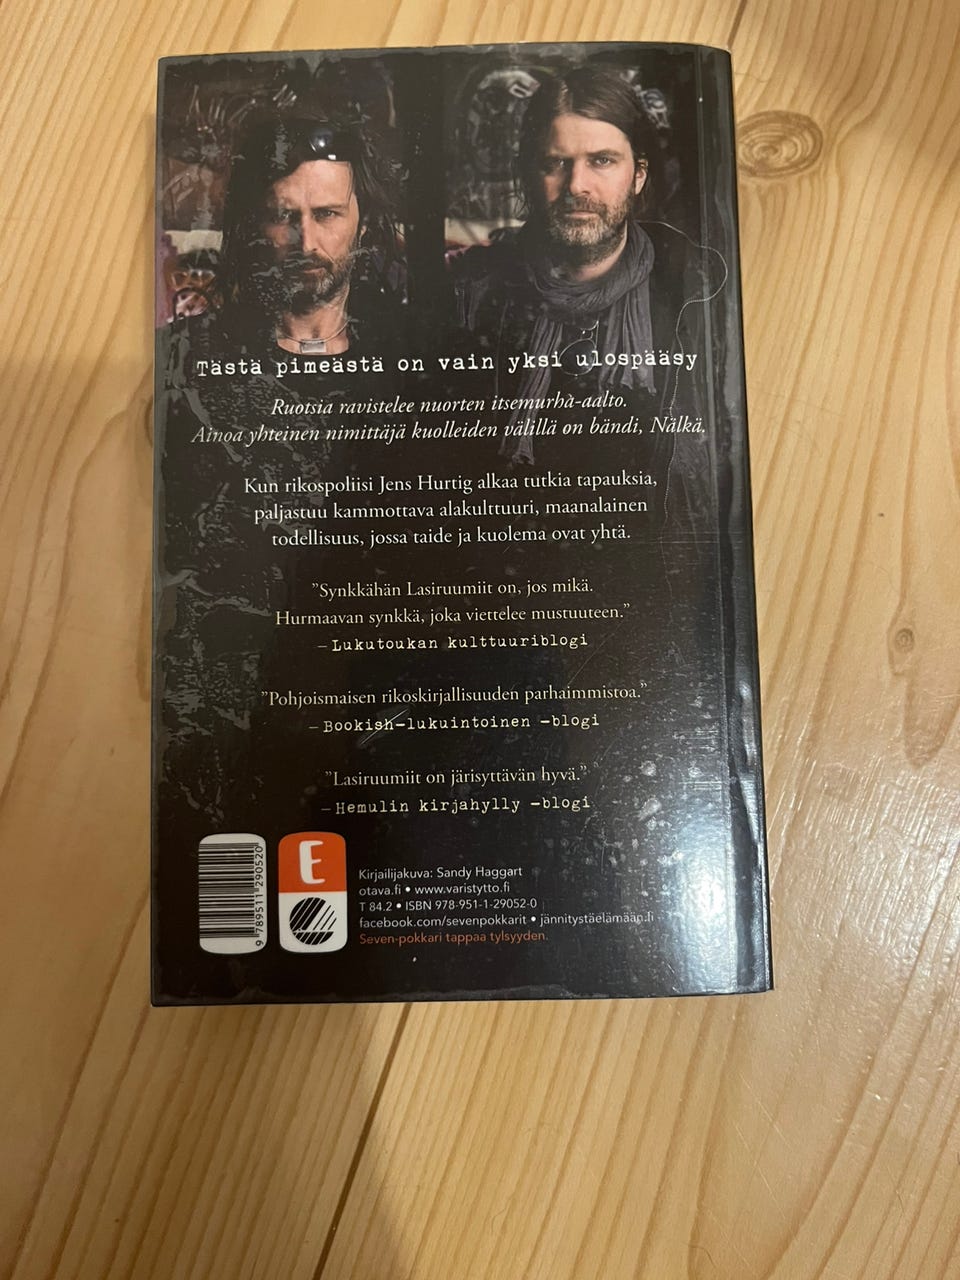 Tästä pimeästä on vain yksi ulospääsy
Ruotsia ravistelee nuorten itsemurha-aalto.
Ainoa yhteinen nimittäjä kuolleiden välillä on bändi, Nälkä.
Kun rikospoliisi Jens Hurtig alkaa tutkia tapauksia,
paljastuu kammottava alakulttuuri, maanalainen
todellisuus, jossa taide ja kuolema ovat yhtä.
”Synkkähän Lasiruumiit on, jos mikä.
Hurmaavan synkkä, joka viettelee mustuuteen.”
– Lukutoukan kulttuuriblogi
”Pohjoismaisen rikoskirjallisuuden parhaimmistoa.”
– Bookish-lukuintoinen -blogi
”Lasiruumiit on järisyttävän hyvä.”
– Hemulin kirjahylly -blogi
9 789511 290520
E
Kirjailijakuva: Sandy Haggart
otava.fi • www.varistytto.fi
T 84.2 • ISBN 978-951-1-29052-0
facebook.com/sevenpokkarit • jännitystäelämään.fi
Seven-pokkari tappaa tylsyyden.